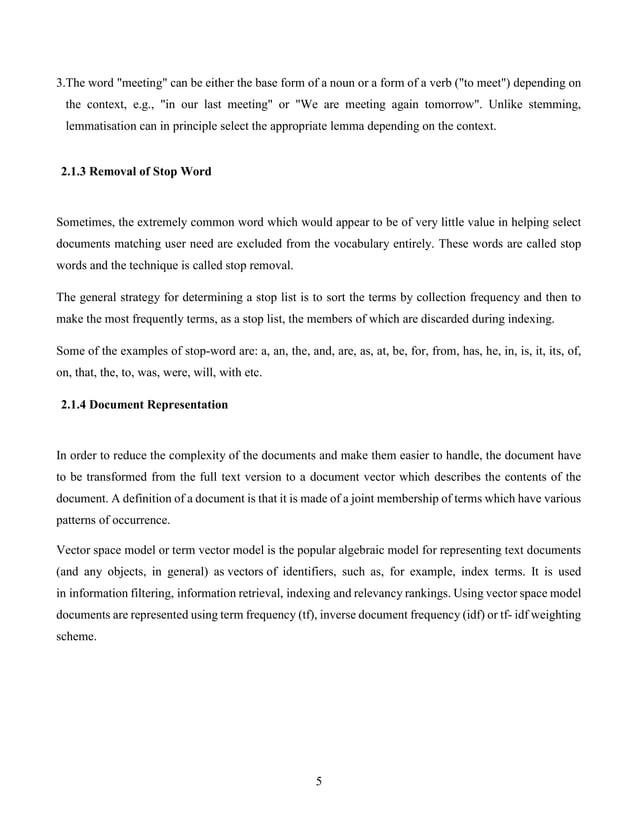 3.The word "meeting" can be either the base form of a noun or a form of a verb ("to meet") depending on
the context, e.g., "in our last meeting" or "We are meeting again tomorrow". Unlike stemming,
lemmatisation can in principle select the appropriate lemma depending on the context.
2.1.3 Removal of Stop Word
Sometimes, the extremely common word which would appear to be of very little value in helping select
documents matching user need are excluded from the vocabulary entirely. These words are called stop
words and the technique is called stop removal.
The general strategy for determining a stop list is to sort the terms by collection frequency and then to
make the most frequently terms, as a stop list, the members of which are discarded during indexing.
Some of the examples of stop-word are: a, an, the, and, are, as, at, be, for, from, has, he, in, is, it, its, of,
on, that, the, to, was, were, will, with etc.
2.1.4 Document Representation
In order to reduce the complexity of the documents and make them easier to handle, the document have
to be transformed from the full text version to a document vector which describes the contents of the
document. A definition of a document is that it is made of a joint membership of terms which have various
patterns of occurrence.
Vector space model or term vector model is the popular algebraic model for representing text documents
(and any objects, in general) as vectors of identifiers, such as, for example, index terms. It is used
in information filtering, information retrieval, indexing and relevancy rankings. Using vector space model
documents are represented using term frequency (tf), inverse document frequency (idf) or tf- idf weighting
scheme.
5